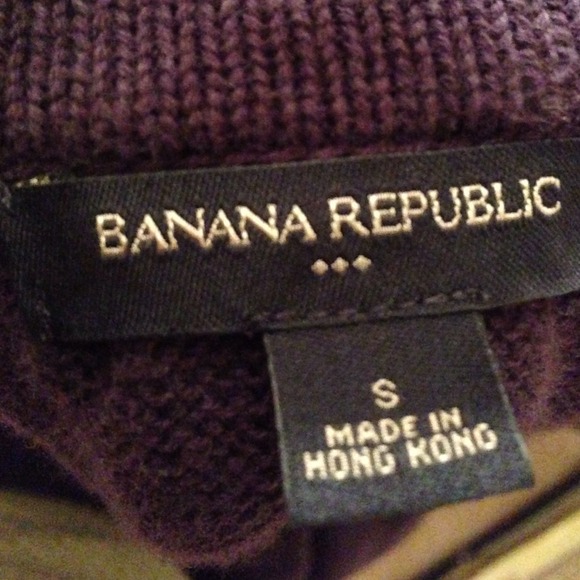 BANANA REPUBLIC
S
MADE IN
HONG KONG